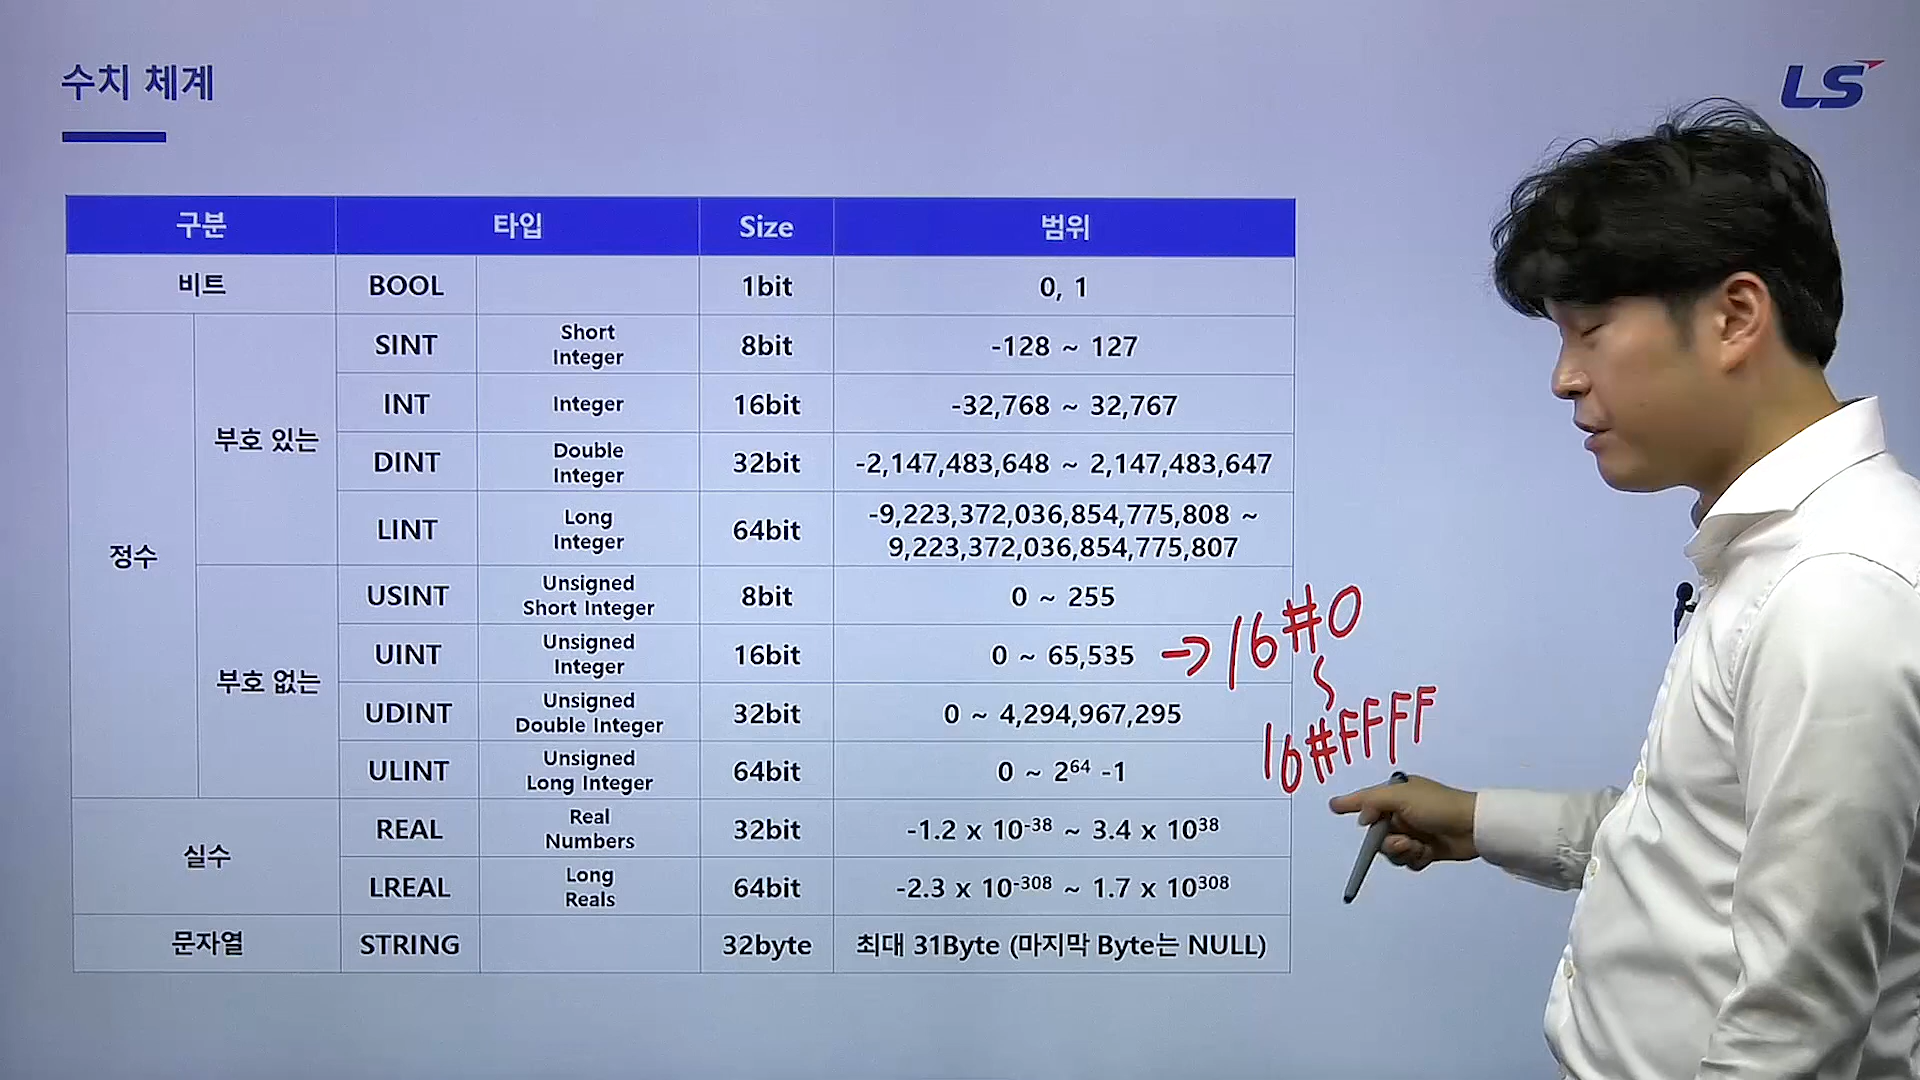 수치 체계
LS
구분 타입 Size 범위
비트 BOOL 1bit 0, 1
정수 부호 있는 SINT Short Integer 8bit -128 ~ 127
INT Integer 16bit -32,768 ~ 32,767
DINT Double Integer 32bit -2,147,483,648 ~ 2,147,483,647
LINT Long Integer 64bit -9,223,372,036,854,775,808 ~ 9,223,372,036,854,775,807
부호 없는 USINT Unsigned Short Integer 8bit 0 ~ 255
UINT Unsigned Integer 16bit 0 ~ 65,535 → 16#0
~
16#FFFF
UDINT Unsigned Double Integer 32bit 0 ~ 4,294,967,295
ULINT Unsigned Long Integer 64bit 0 ~ 2⁶⁴ -1
실수 REAL Real Numbers 32bit -1.2 x 10⁻³⁸ ~ 3.4 x 10³⁸
LREAL Long Reals 64bit -2.3 x 10⁻³⁰⁸ ~ 1.7 x 10³⁰⁸
문자열 STRING 32byte 최대 31Byte (마지막 Byte는 NULL)